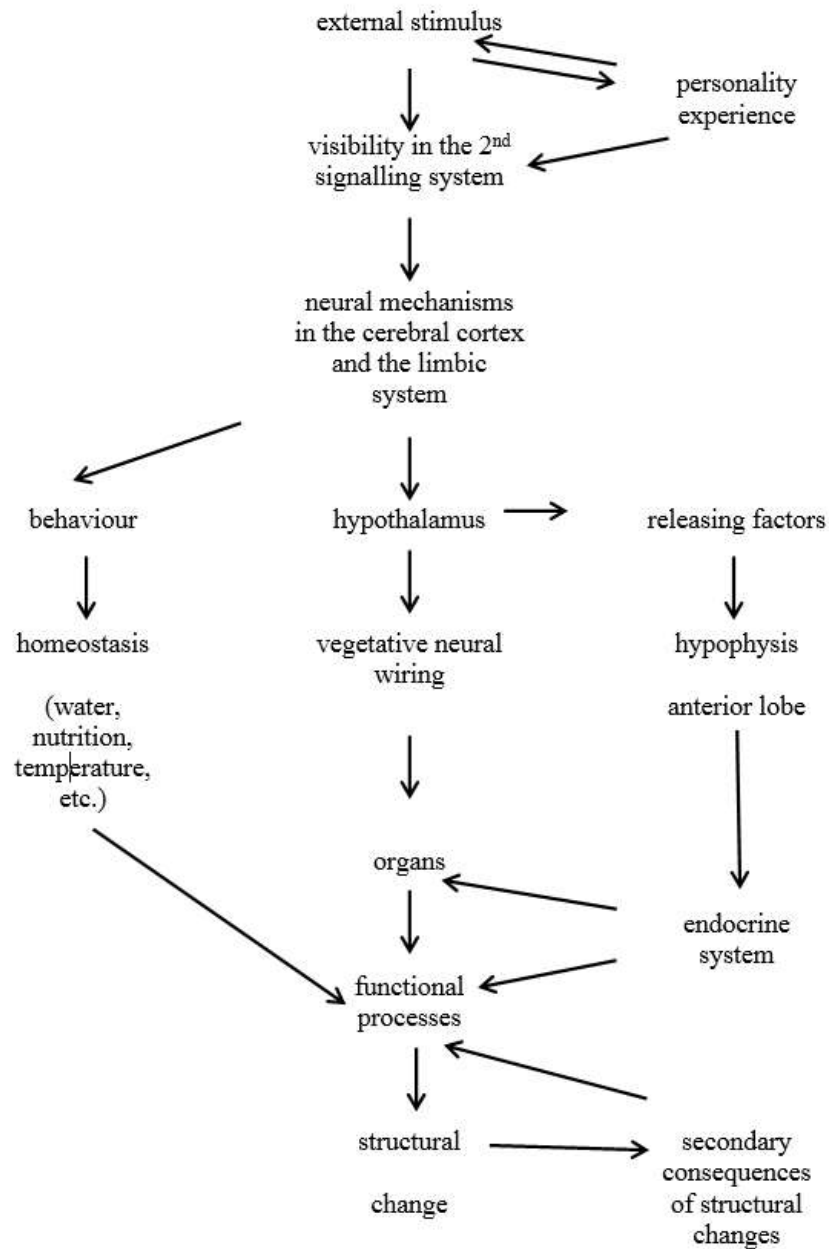 external stimulus
personality
experience
visibility in the 2nd
signalling system
neural mechanisms
in the cerebral cortex
and the limbic
system
behaviour
hypothalamus
releasing factors
homeostasis
(water,
nutrition,
temperature,
etc.)
vegetative neural
wiring
hypophysis
anterior lobe
organs
endocrine
system
functional
processes
structural
change
secondary
consequences
of structural
changes